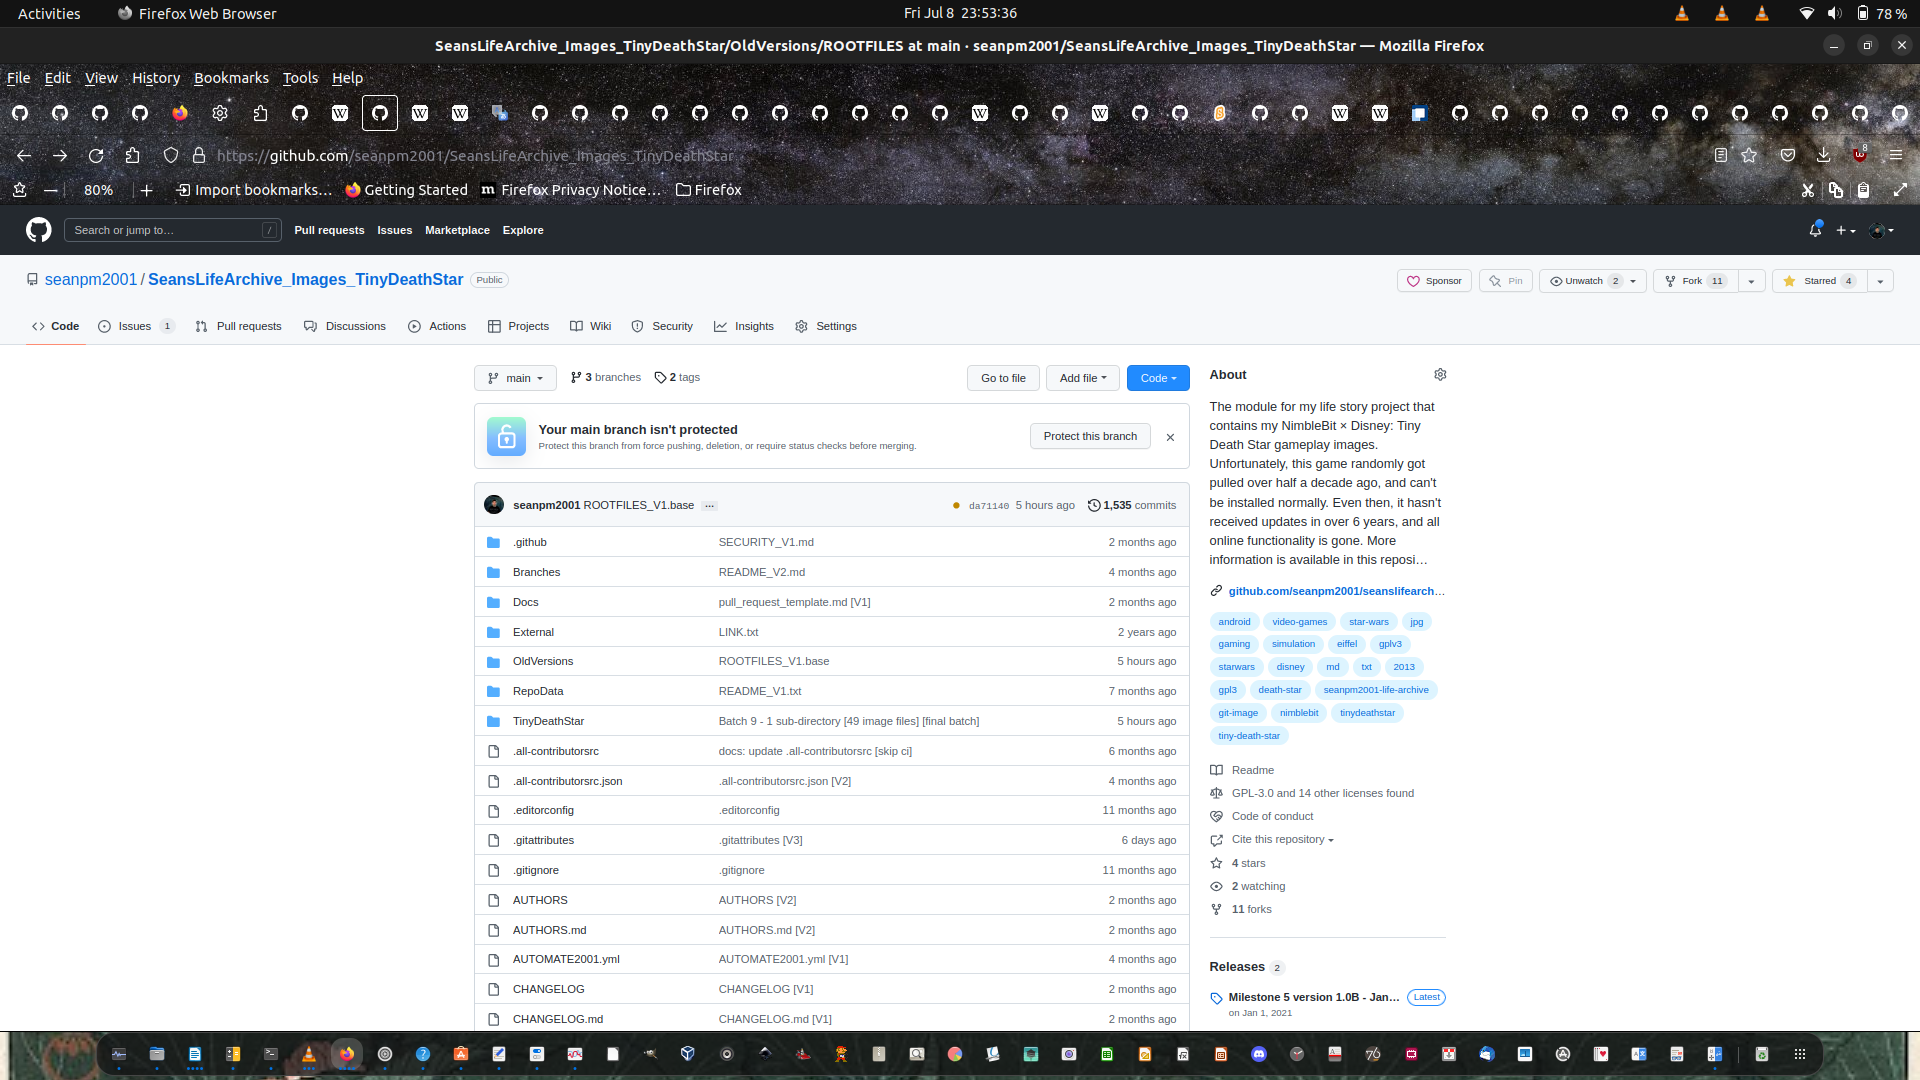 Activities Firefox Web Browser Fri Jul 8 23:53:36 78 %
SeansLifeArchive_Images_TinyDeathStar/OldVersions/ROOTFILES at main · seanpm2001/SeansLifeArchive_Images_TinyDeathStar — Mozilla Firefox
File Edit View History Bookmarks Tools Help
https://github.com/seanpm2001/SeansLifeArchive_Images_TinyDeathStar 8
80% Import bookmarks… Getting Started m Firefox Privacy Notice… Firefox
Search or jump to… / Pull requests Issues Marketplace Explore
seanpm2001 / SeansLifeArchive_Images_TinyDeathStar Public Sponsor Pin Unwatch 2 Fork 11 Starred 4
Code Issues 1 Pull requests Discussions Actions Projects Wiki Security Insights Settings
main 3 branches 2 tags Go to file Add file Code
Your main branch isn't protected
Protect this branch from force pushing, deletion, or require status checks before merging.
Protect this branch
seanpm2001 ROOTFILES_V1.base … da71140 5 hours ago 1,535 commits
.github SECURITY_V1.md 2 months ago
Branches README_V2.md 4 months ago
Docs pull_request_template.md [V1] 2 months ago
External LINK.txt 2 years ago
OldVersions ROOTFILES_V1.base 5 hours ago
RepoData README_V1.txt 7 months ago
TinyDeathStar Batch 9 - 1 sub-directory [49 image files] [final batch] 5 hours ago
.all-contributorsrc docs: update .all-contributorsrc [skip ci] 6 months ago
.all-contributorsrc.json .all-contributorsrc.json [V2] 4 months ago
.editorconfig .editorconfig 11 months ago
.gitattributes .gitattributes [V3] 6 days ago
.gitignore .gitignore 11 months ago
AUTHORS AUTHORS [V2] 2 months ago
AUTHORS.md AUTHORS.md [V2] 2 months ago
AUTOMATE2001.yml AUTOMATE2001.yml [V1] 4 months ago
CHANGELOG CHANGELOG [V1] 2 months ago
CHANGELOG.md CHANGELOG.md [V1] 2 months ago
About
The module for my life story project that
contains my NimbleBit × Disney: Tiny
Death Star gameplay images.
Unfortunately, this game randomly got
pulled over half a decade ago, and can't
be installed normally. Even then, it hasn't
received updates in over 6 years, and all
online functionality is gone. More
information is available in this reposi…
github.com/seanpm2001/seanslifearch…
android video-games star-wars jpg
gaming simulation eiffel gplv3
starwars disney md txt 2013
gpl3 death-star seanpm2001-life-archive
git-image nimblebit tinydeathstar
tiny-death-star
Readme
GPL-3.0 and 14 other licenses found
Code of conduct
Cite this repository
4 stars
2 watching
11 forks
Releases 2
Milestone 5 version 1.0B - Jan… Latest
on Jan 1, 2021